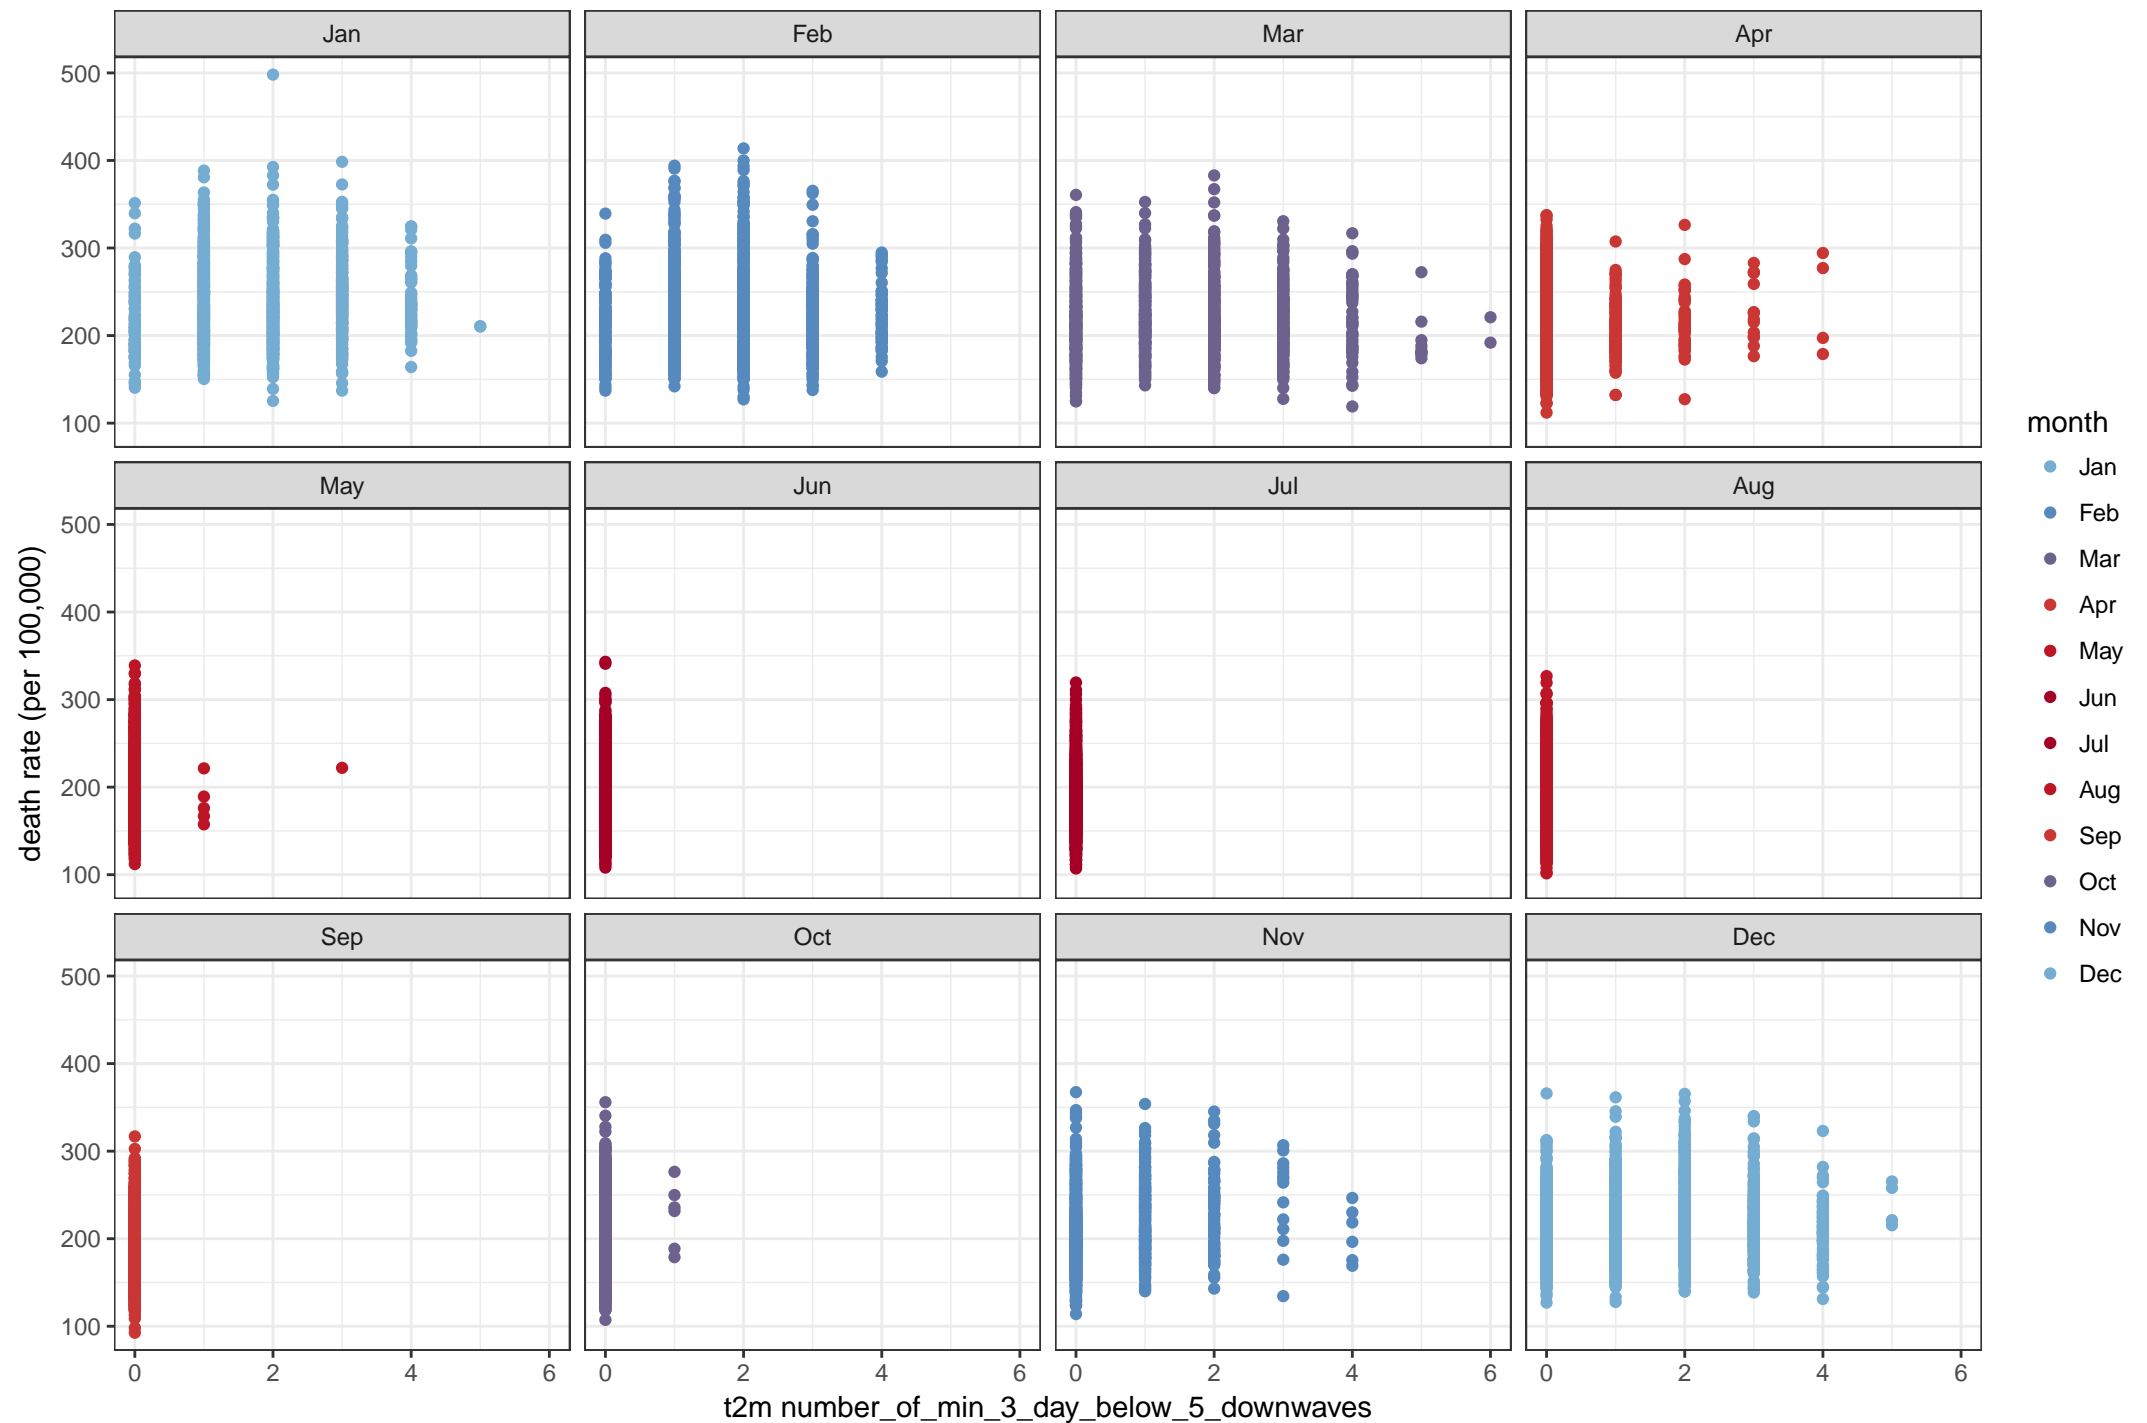 Jan Feb Mar Apr
500
400
300
200
100
May Jun Jul Aug
500
400
300
200
100
Sep Oct Nov Dec
500
400
300
200
100
0 2 4 6 0 2 4 6 0 2 4 6 0 2 4 6
t2m number_of_min_3_day_below_5_downwaves
death rate (per 100,000)
month
Jan
Feb
Mar
Apr
May
Jun
Jul
Aug
Sep
Oct
Nov
Dec